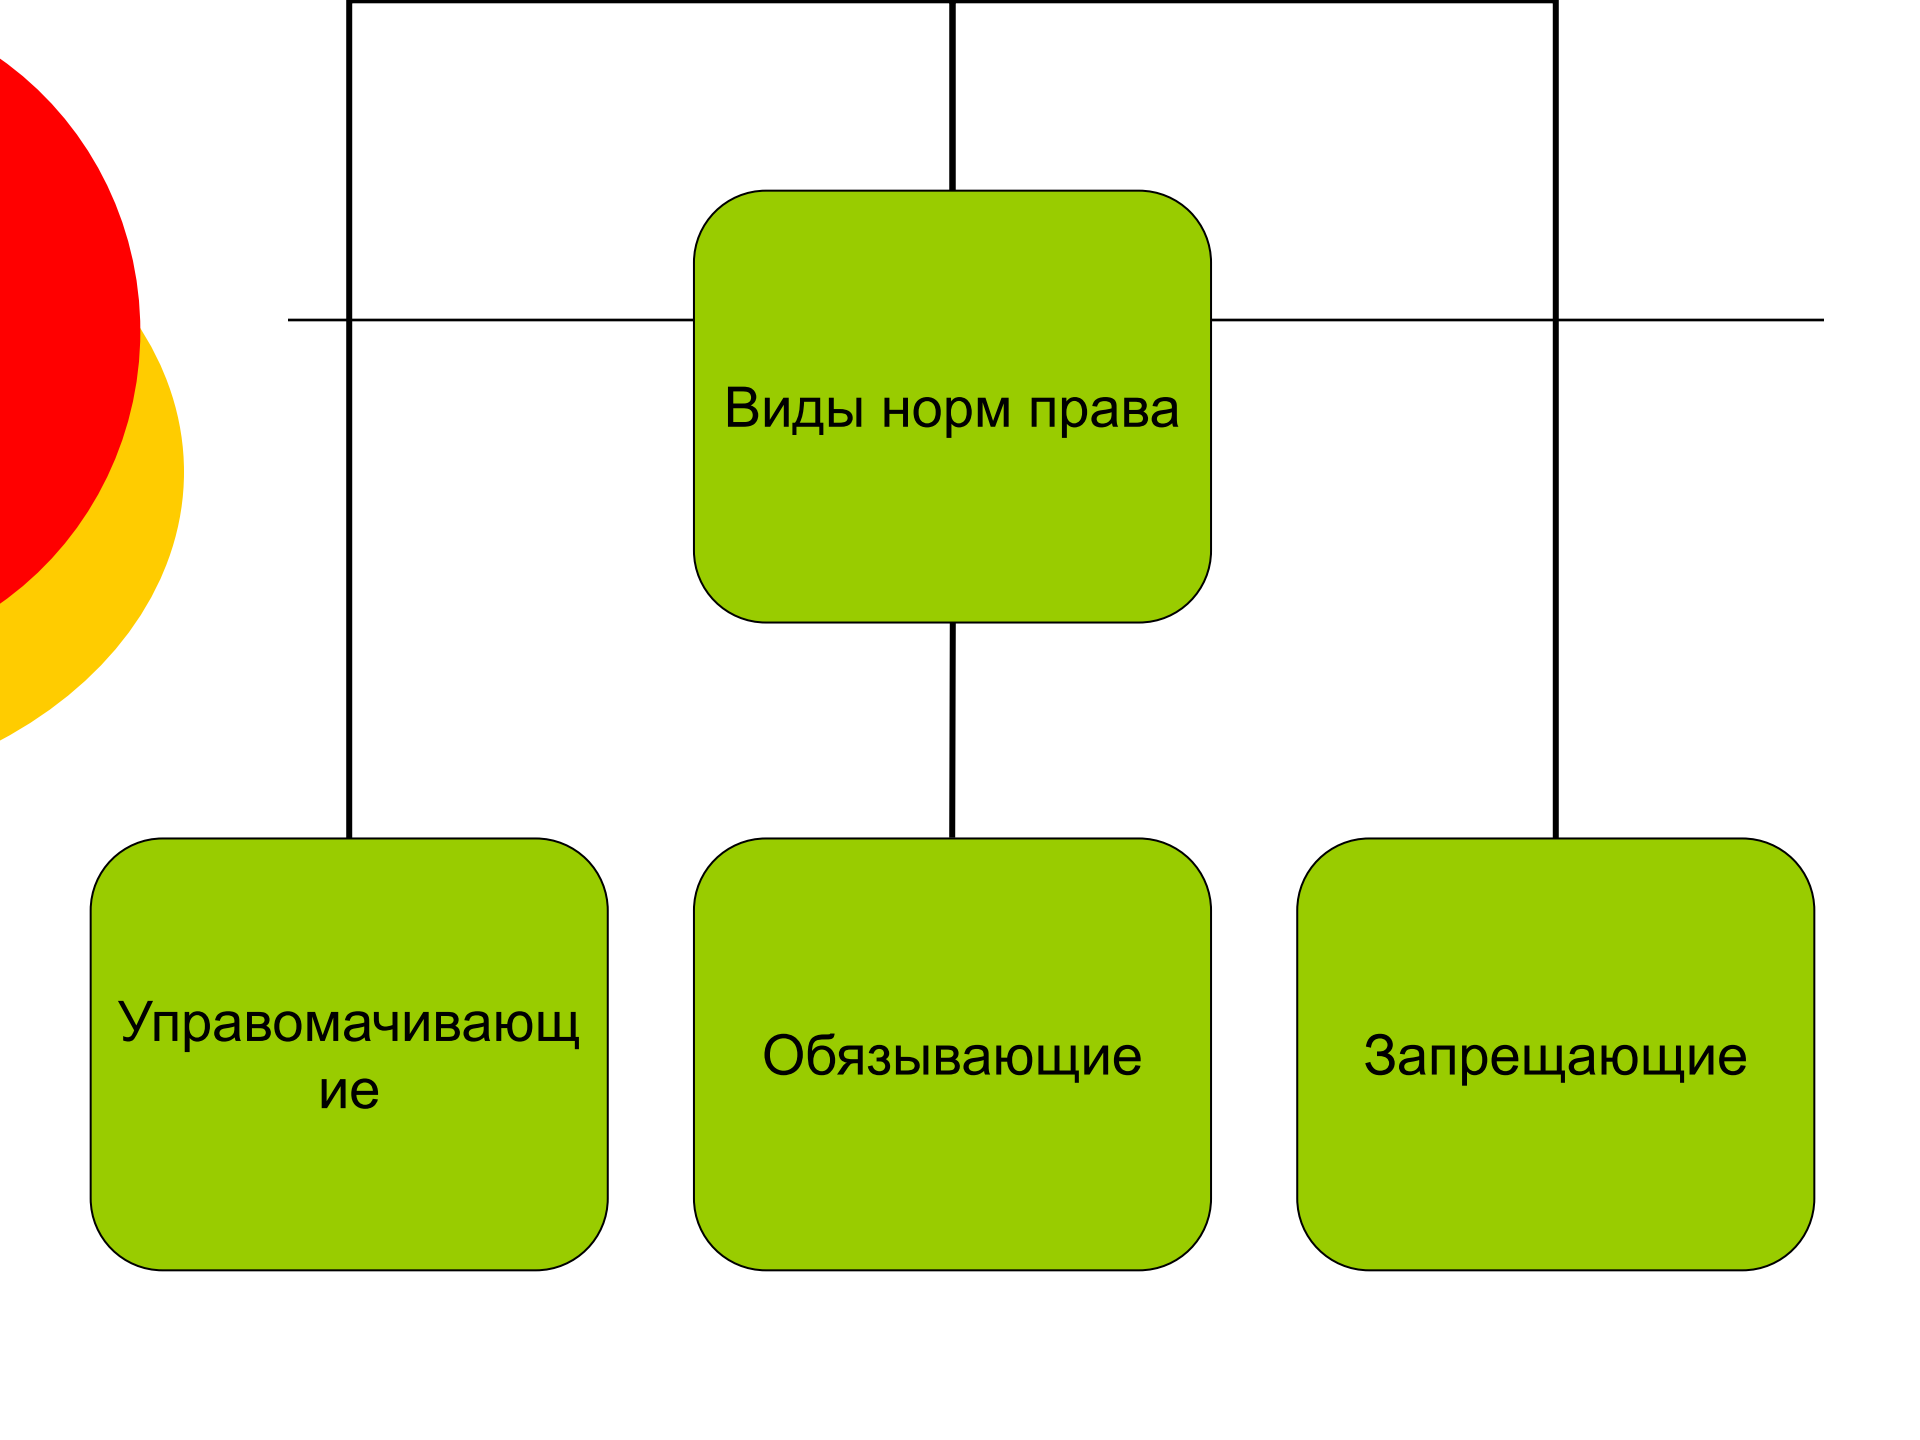 Виды норм права
Управомачивающ
ие
Обязывающие
Запрещающие